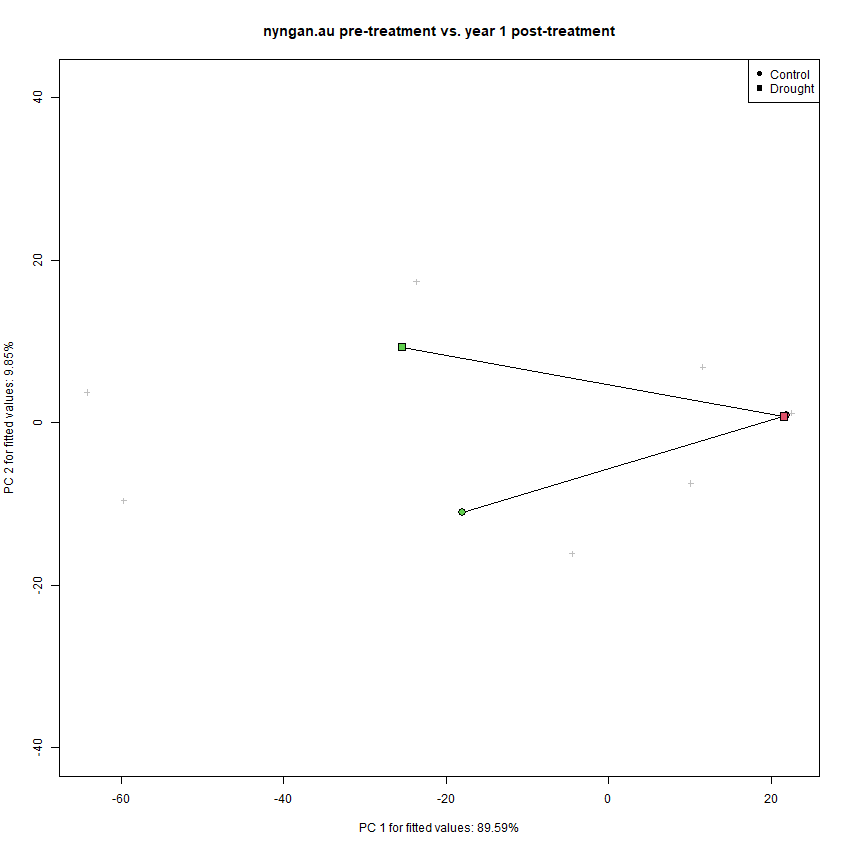 nyngan.au pre-treatment vs. year 1 post-treatment
Control
Drought
40
20
0
-20
-40
PC 2 for fitted values: 9.85%
-60
-40
-20
0
20
PC 1 for fitted values: 89.59%